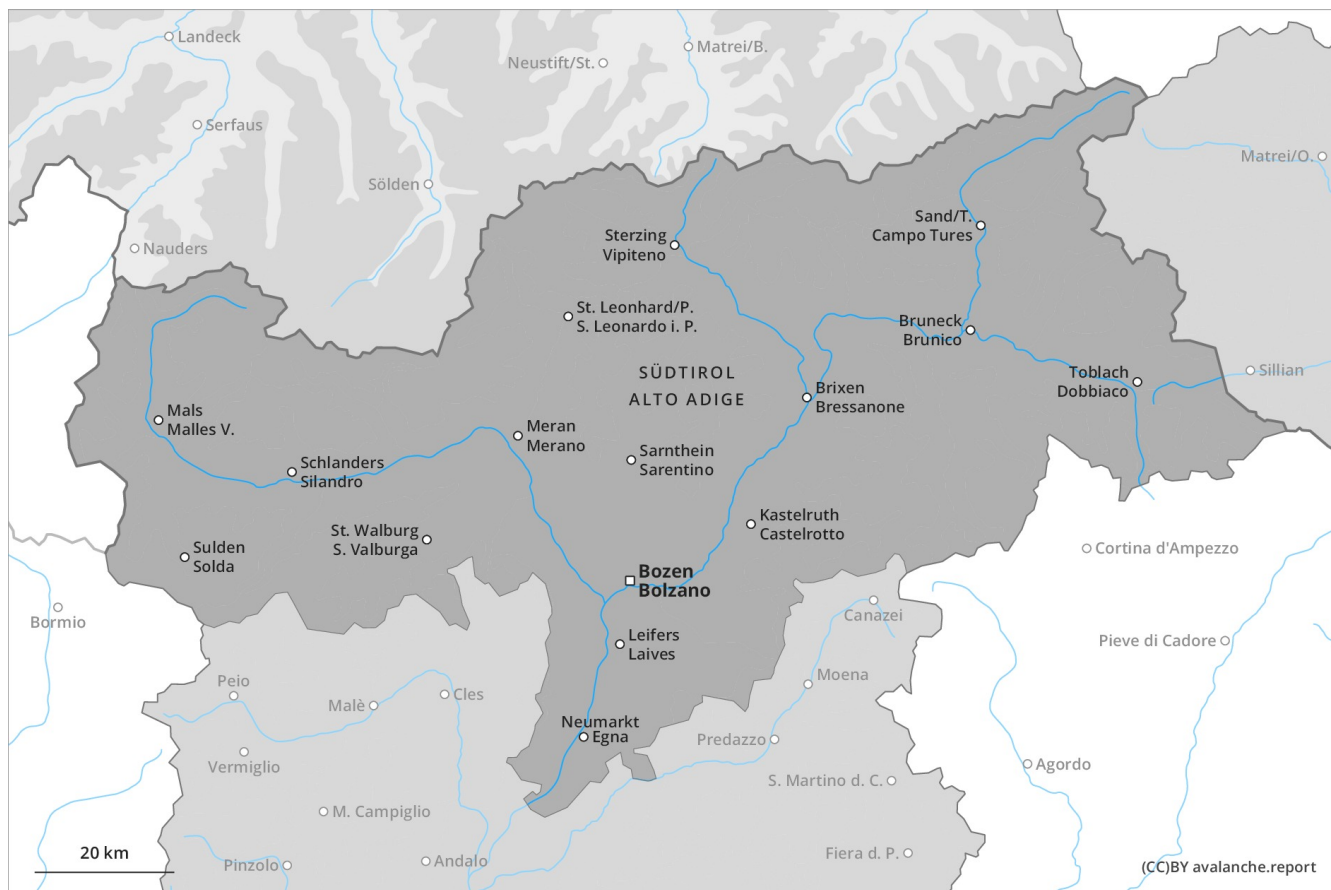 Landeck
Matrei/B.
Neustift/St.
Serfaus
Matrei/O.
Sölden
Sand/T.
Campo Tures
Sterzing
Vipiteno
Nauders
St. Leonhard/P.
S. Leonardo i. P.
Bruneck
Brunico
SÜDTIROL
ALTO ADIGE
Toblach
Dobbiaco
Sillian
Brixen
Bressanone
Mals
Malles V.
Meran
Merano
Sarnthein
Sarentino
Schlanders
Silandro
Kastelruth
Castelrotto
St. Walburg
S. Valburga
Sulden
Solda
Cortina d'Ampezzo
Bozen
Bolzano
Bormio
Canazei
Leifers
Laives
Pieve di Cadore
Moena
Peio
Cles
Malè
Neumarkt
Egna
Predazzo
Vermiglio
Agordo
S. Martino d. C.
M. Campiglio
20 km
Pinzolo
Andalo
Fiera d. P.
(CC)BY avalanche.report